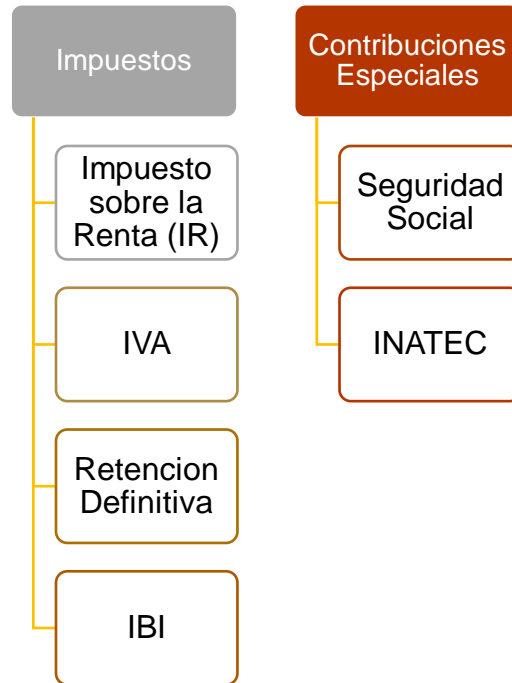 Impuestos
Impuesto
sobre la
Renta (IR)
IVA
Retencion
Definitiva
IBI
Contribuciones
Especiales
Seguridad
Social
INATEC